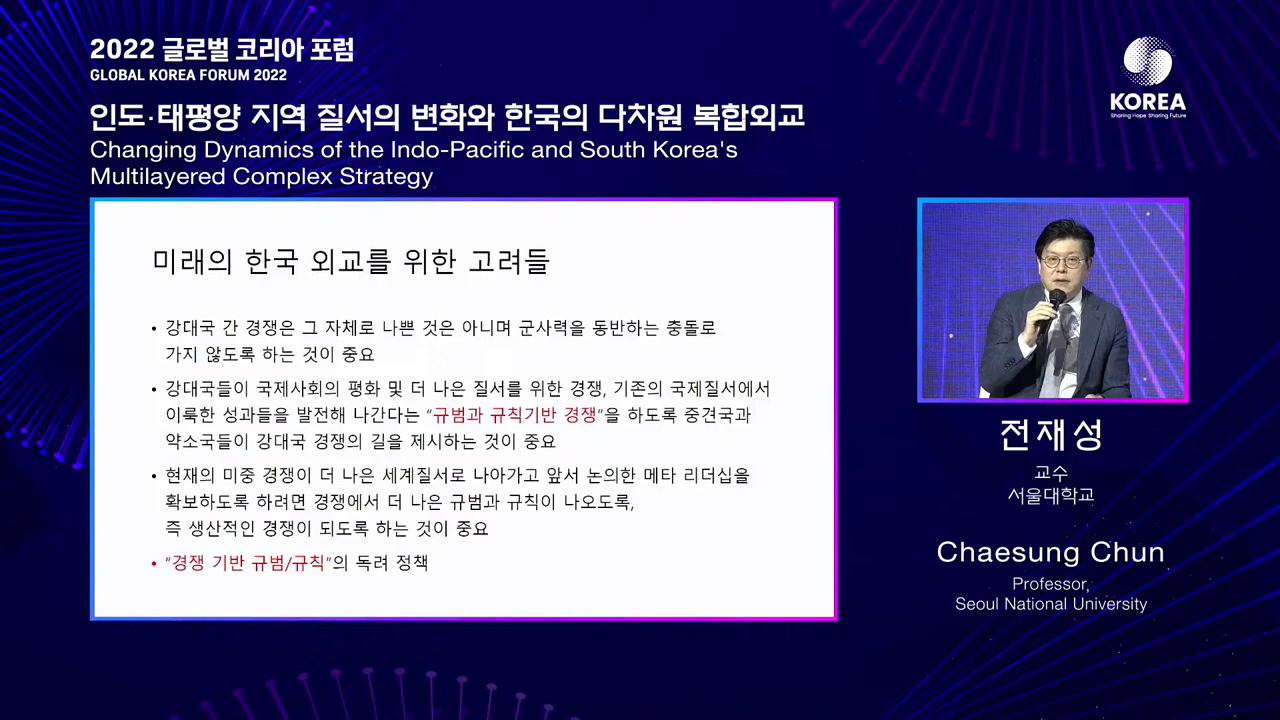 2022 글로벌 코리아 포럼
GLOBAL KOREA FORUM 2022
인도·태평양 지역 질서의 변화와 한국의 다차원 복합외교
Changing Dynamics of the Indo-Pacific and South Korea's
Multilayered Complex Strategy
KOREA
Sharing Hope Sharing Future
미래의 한국 외교를 위한 고려들
• 강대국 간 경쟁은 그 자체로 나쁜 것은 아니며 군사력을 동반하는 충돌로
가지 않도록 하는 것이 중요
• 강대국들이 국제사회의 평화 및 더 나은 질서를 위한 경쟁, 기존의 국제질서에서
이룩한 성과들을 발전해 나간다는 “규범과 규칙기반 경쟁”을 하도록 중견국과
약소국들이 강대국 경쟁의 길을 제시하는 것이 중요
• 현재의 미중 경쟁이 더 나은 세계질서로 나아가고 앞서 논의한 메타 리더십을
확보하도록 하려면 경쟁에서 더 나은 규범과 규칙이 나오도록,
즉 생산적인 경쟁이 되도록 하는 것이 중요
• “경쟁 기반 규범/규칙”의 독려 정책
전재성
교수
서울대학교
Chaesung Chun
Professor,
Seoul National University